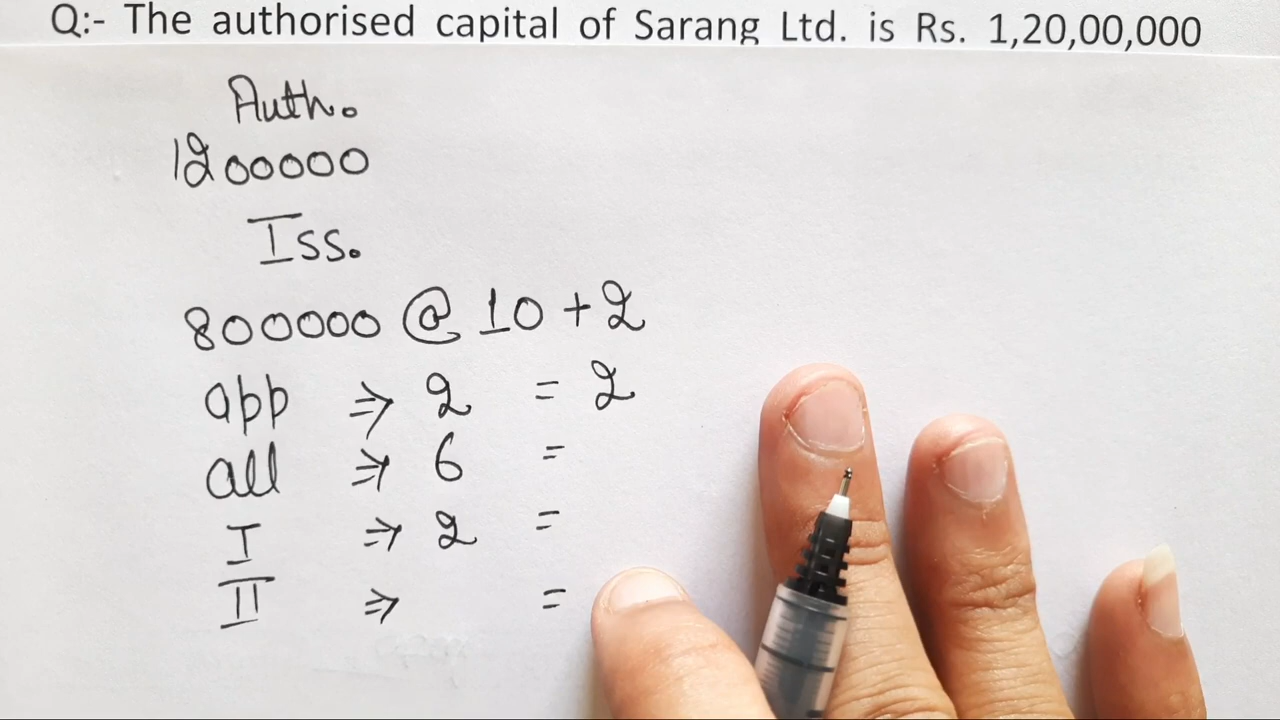 Q:- The authorised capital of Sarang Ltd. is Rs. 1,20,00,000
Auth.
1200000
Iss.
800000 @ 10 + 2
app ⇒ 2 = 2
all ⇒ 6 =
I ⇒ 2 =
II ⇒ =